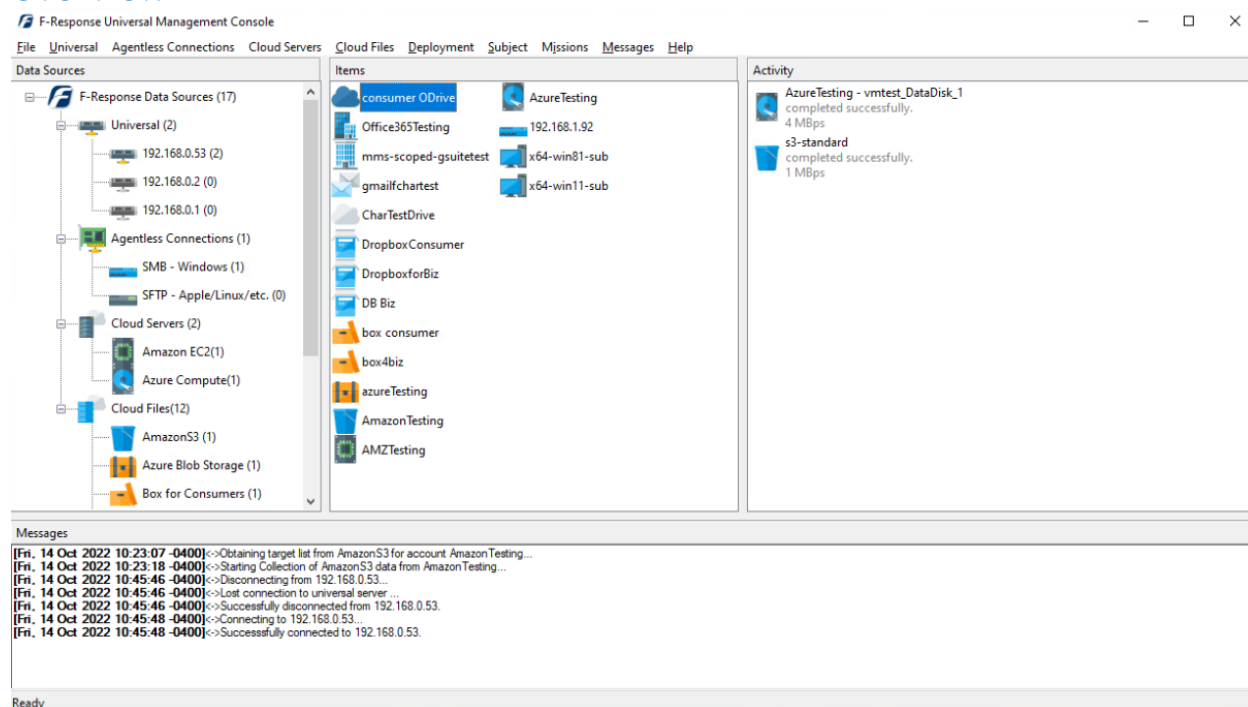 F-Response Universal Management Console
File Universal Agentless Connections Cloud Servers Cloud Files Deployment Subject Missions Messages Help
Data Sources
F-Response Data Sources (17)
Universal (2)
192.168.0.53 (2)
192.168.0.2 (0)
192.168.0.1 (0)
Agentless Connections (1)
SMB - Windows (1)
SFTP - Apple/Linux/etc. (0)
Cloud Servers (2)
Amazon EC2(1)
Azure Compute(1)
Cloud Files(12)
AmazonS3 (1)
Azure Blob Storage (1)
Box for Consumers (1)
Items
consumer ODrive
Office365Testing
mms-scoped-gsuitetest
gmailfchartest
CharTestDrive
DropboxConsumer
DropboxforBiz
DB Biz
box consumer
box4biz
azureTesting
AmazonTesting
AMZTesting
AzureTesting
192.168.1.92
x64-win81-sub
x64-win11-sub
Activity
AzureTesting - vmtest_DataDisk_1
completed successfully.
4 MBps
s3-standard
completed successfully.
1 MBps
Messages
[Fri, 14 Oct 2022 10:23:07 -0400]<->Obtaining target list from AmazonS3 for account AmazonTesting...
[Fri, 14 Oct 2022 10:23:18 -0400]<->Starting Collection of AmazonS3 data from AmazonTesting...
[Fri, 14 Oct 2022 10:45:46 -0400]<->Disconnecting from 192.168.0.53...
[Fri, 14 Oct 2022 10:45:46 -0400]<->Lost connection to universal server ...
[Fri, 14 Oct 2022 10:45:46 -0400]<->Successfully disconnected from 192.168.0.53.
[Fri, 14 Oct 2022 10:45:48 -0400]<->Connecting to 192.168.0.53...
[Fri, 14 Oct 2022 10:45:48 -0400]<->Successsfully connected to 192.168.0.53.
Ready